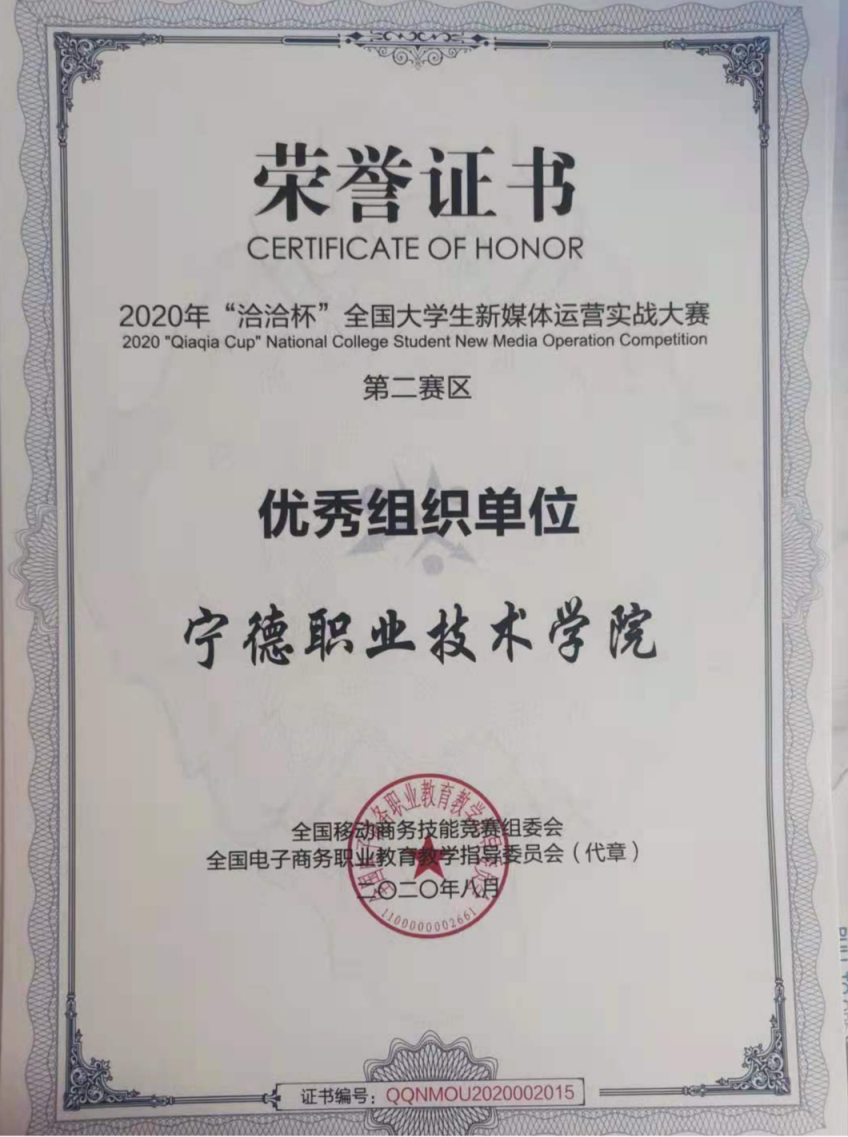 荣誉证书
CERTIFICATE OF HONOR
2020年“洽洽杯”全国大学生新媒体运营实战大赛
2020 "Qiaqia Cup" National College Student New Media Operation Competition
第二赛区
优秀组织单位
宁德职业技术学院
全国移动商务技能竞赛组委会
全国电子商务职业教育教学指导委员会（代章）
二〇二〇年八月
1100000002661
证书编号：QQNMOU2020002015